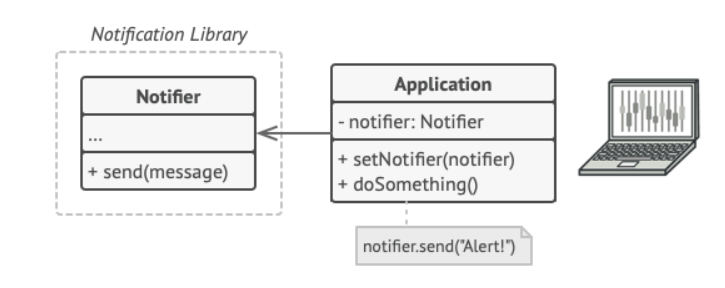 Notification Library
Notifier
...
+ send(message)
Application
- notifier: Notifier
+ setNotifier(notifier)
+ doSomething()
notifier.send("Alert!")